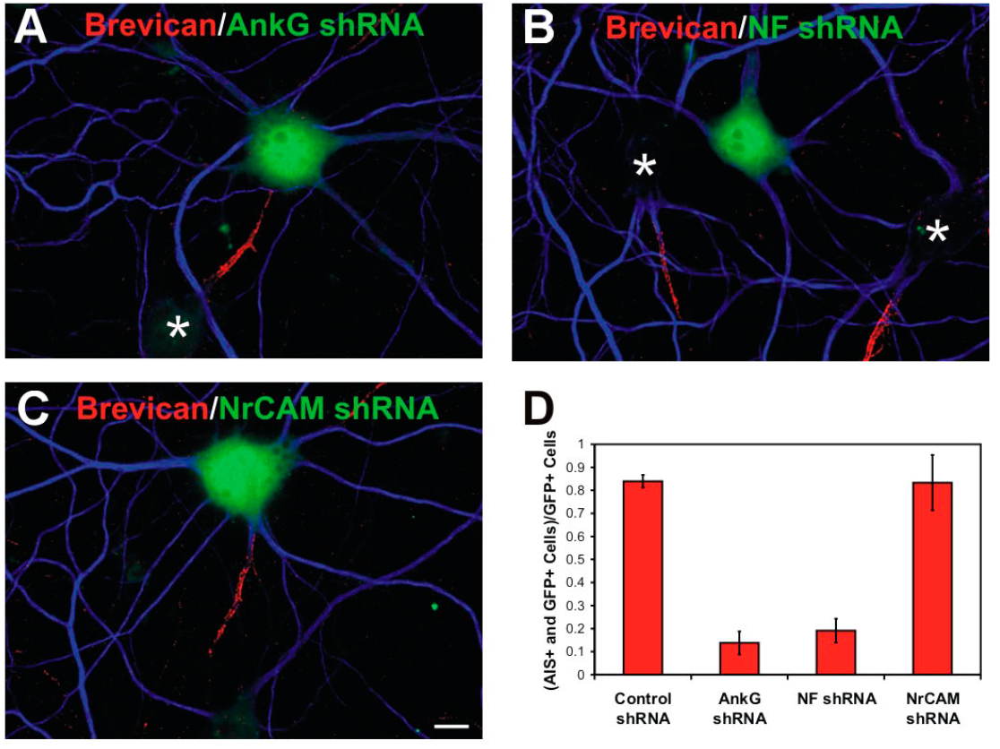 A
Brevican/AnkG shRNA
*
B
Brevican/NF shRNA
*
*
C
Brevican/NrCAM shRNA
D
(AIS+ and GFP+ Cells)/GFP+ Cells
1
0.9
0.8
0.7
0.6
0.5
0.4
0.3
0.2
0.1
0
Control
shRNA
AnkG
shRNA
NF shRNA
NrCAM
shRNA